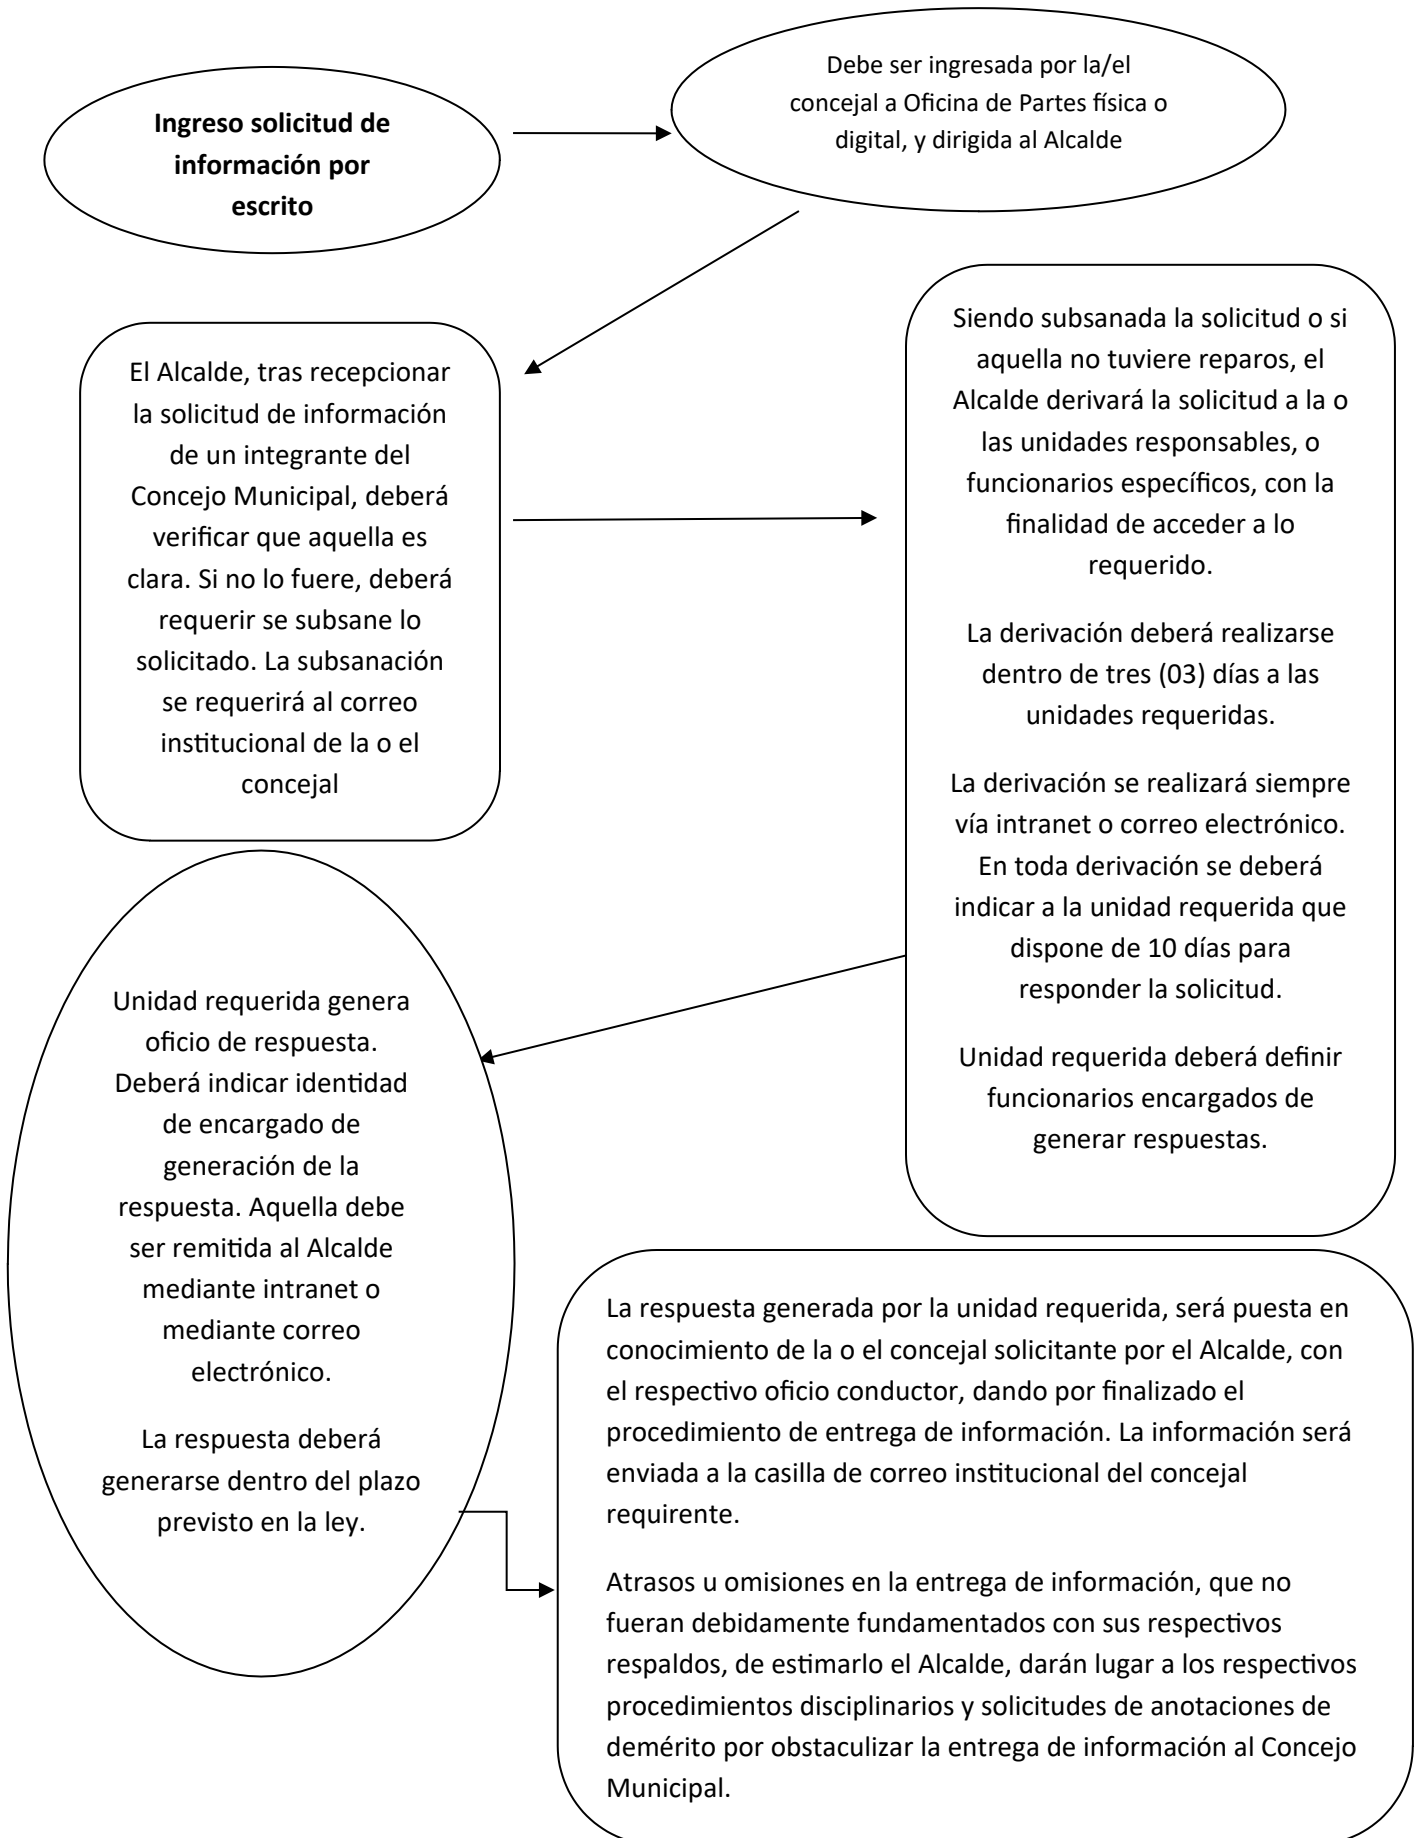 Ingreso solicitud de
información por
escrito
Debe ser ingresada por la/el
concejal a Oficina de Partes física o
digital, y dirigida al Alcalde
El Alcalde, tras recepcionar
la solicitud de información
de un integrante del
Concejo Municipal, deberá
verificar que aquella es
clara. Si no lo fuere, deberá
requerir se subsane lo
solicitado. La subsanación
se requerirá al correo
institucional de la o el
concejal
Siendo subsanada la solicitud o si
aquella no tuviere reparos, el
Alcalde derivará la solicitud a la o
las unidades responsables, o
funcionarios específicos, con la
finalidad de acceder a lo
requerido.
La derivación deberá realizarse
dentro de tres (03) días a las
unidades requeridas.
La derivación se realizará siempre
vía intranet o correo electrónico.
En toda derivación se deberá
indicar a la unidad requerida que
dispone de 10 días para
responder la solicitud.
Unidad requerida deberá definir
funcionarios encargados de
generar respuestas.
Unidad requerida genera
oficio de respuesta.
Deberá indicar identidad
de encargado de
generación de la
respuesta. Aquella debe
ser remitida al Alcalde
mediante intranet o
mediante correo
electrónico.
La respuesta deberá
generarse dentro del plazo
previsto en la ley.
La respuesta generada por la unidad requerida, será puesta en
conocimiento de la o el concejal solicitante por el Alcalde, con
el respectivo oficio conductor, dando por finalizado el
procedimiento de entrega de información. La información será
enviada a la casilla de correo institucional del concejal
requirente.
Atrasos u omisiones en la entrega de información, que no
fueran debidamente fundamentados con sus respectivos
respaldos, de estimarlo el Alcalde, darán lugar a los respectivos
procedimientos disciplinarios y solicitudes de anotaciones de
demérito por obstaculizar la entrega de información al Concejo
Municipal.